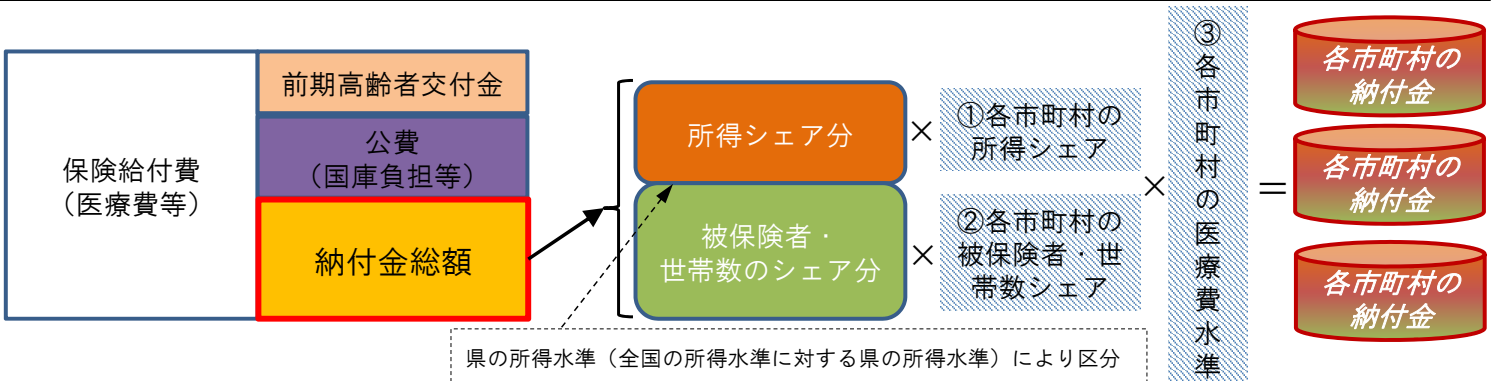 保険給付費
（医療費等）
前期高齢者交付金
公費
（国庫負担等）
納付金総額
所得シェア分
×
①各市町村の
所得シェア
被保険者・
世帯数のシェア分
×
②各市町村の
被保険者・世
帯数シェア
×
③各市町村の医療費水準
＝
各市町村の
納付金
各市町村の
納付金
各市町村の
納付金
県の所得水準（全国の所得水準に対する県の所得水準）により区分